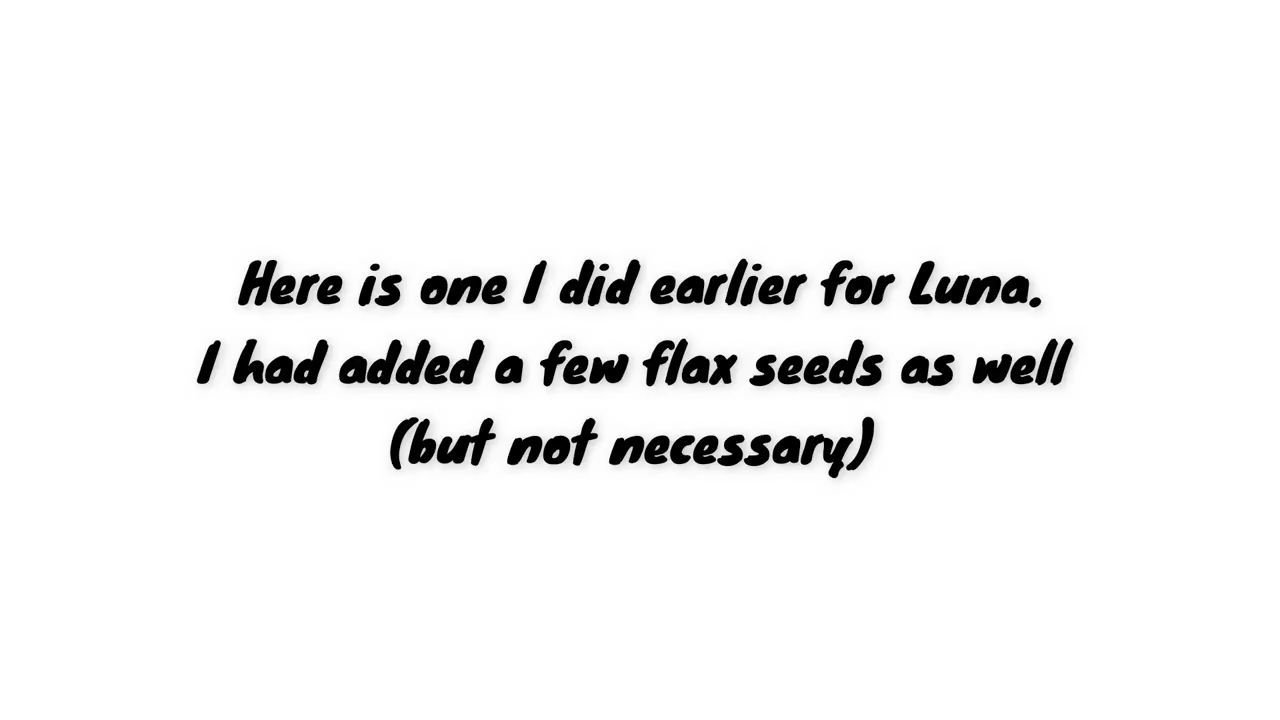 Here is one I did earlier for Luna.
I had added a few flax seeds as well
(but not necessary)